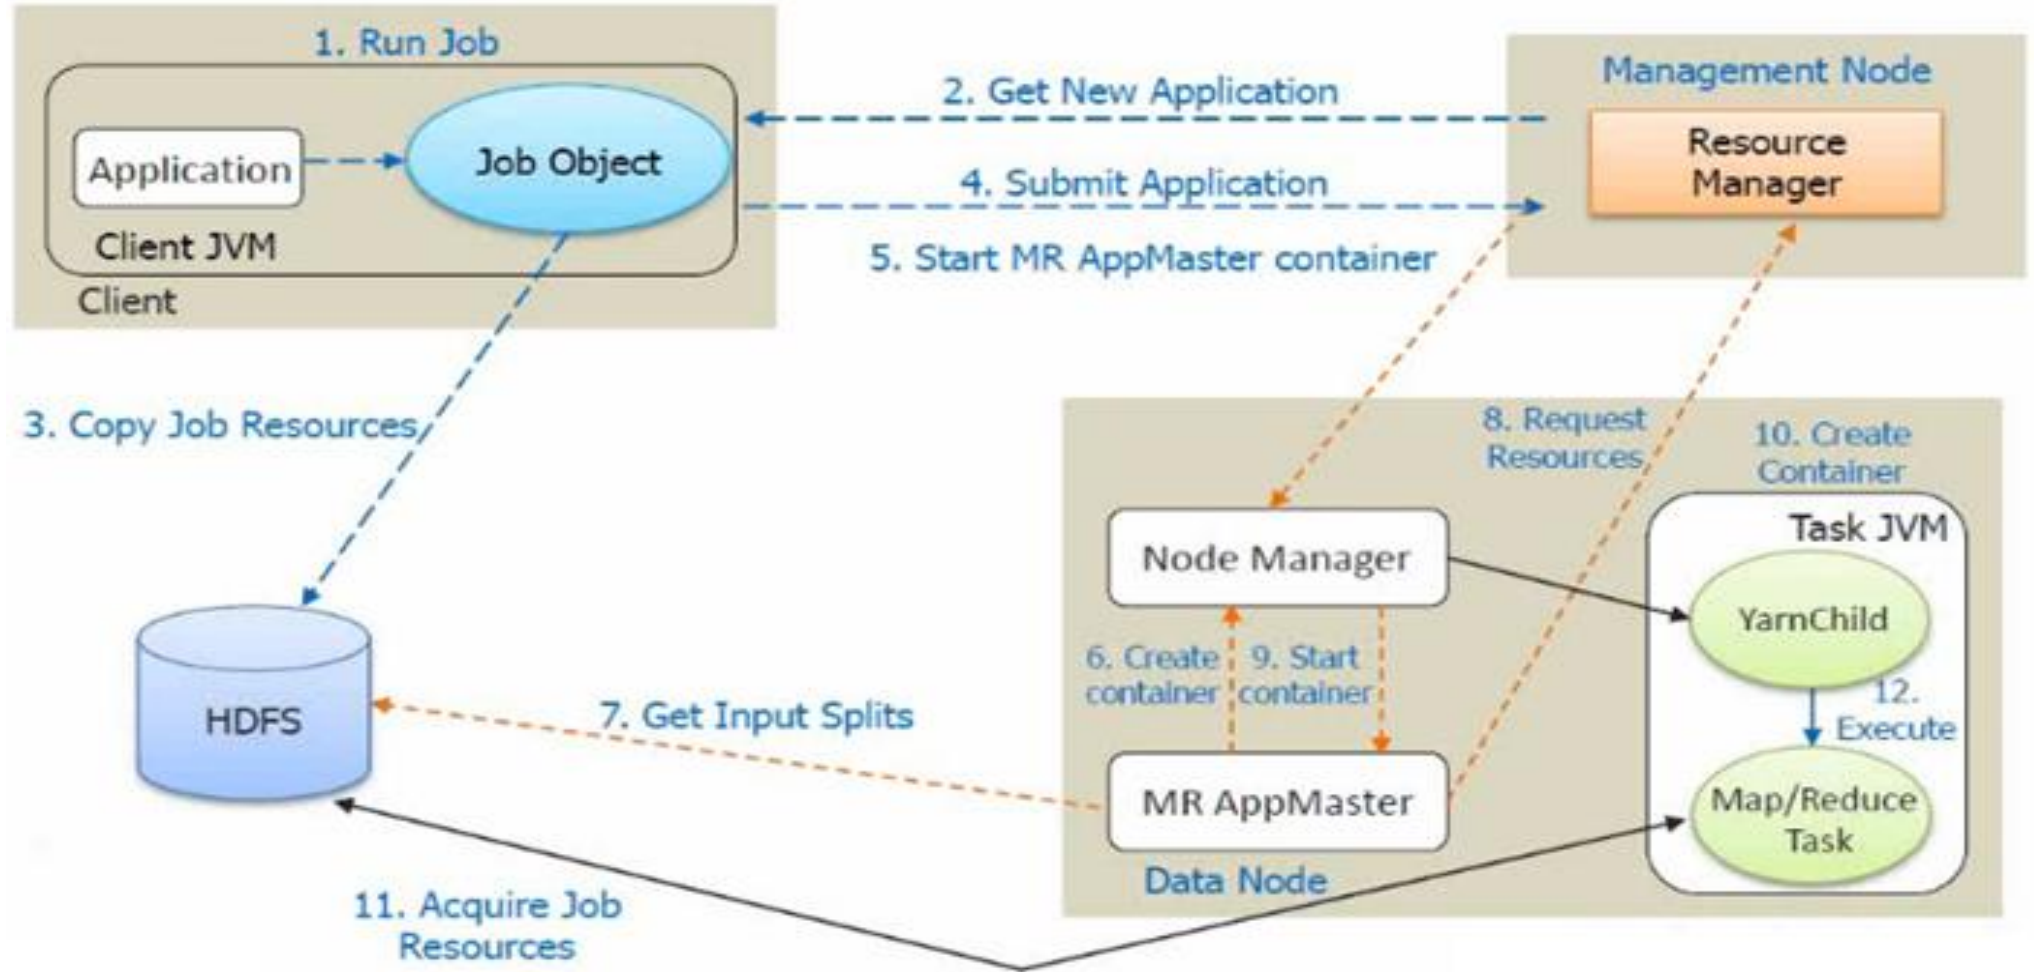 1. Run Job
Application
Job Object
Client JVM
Client
2. Get New Application
4. Submit Application
5. Start MR AppMaster container
Management Node
Resource
Manager
3. Copy Job Resources
8. Request
Resources
10. Create
Container
Node Manager
Task JVM
YarnChild
6. Create
container
9. Start
container
12.
Execute
HDFS
7. Get Input Splits
MR AppMaster
Map/Reduce
Task
Data Node
11. Acquire Job
Resources